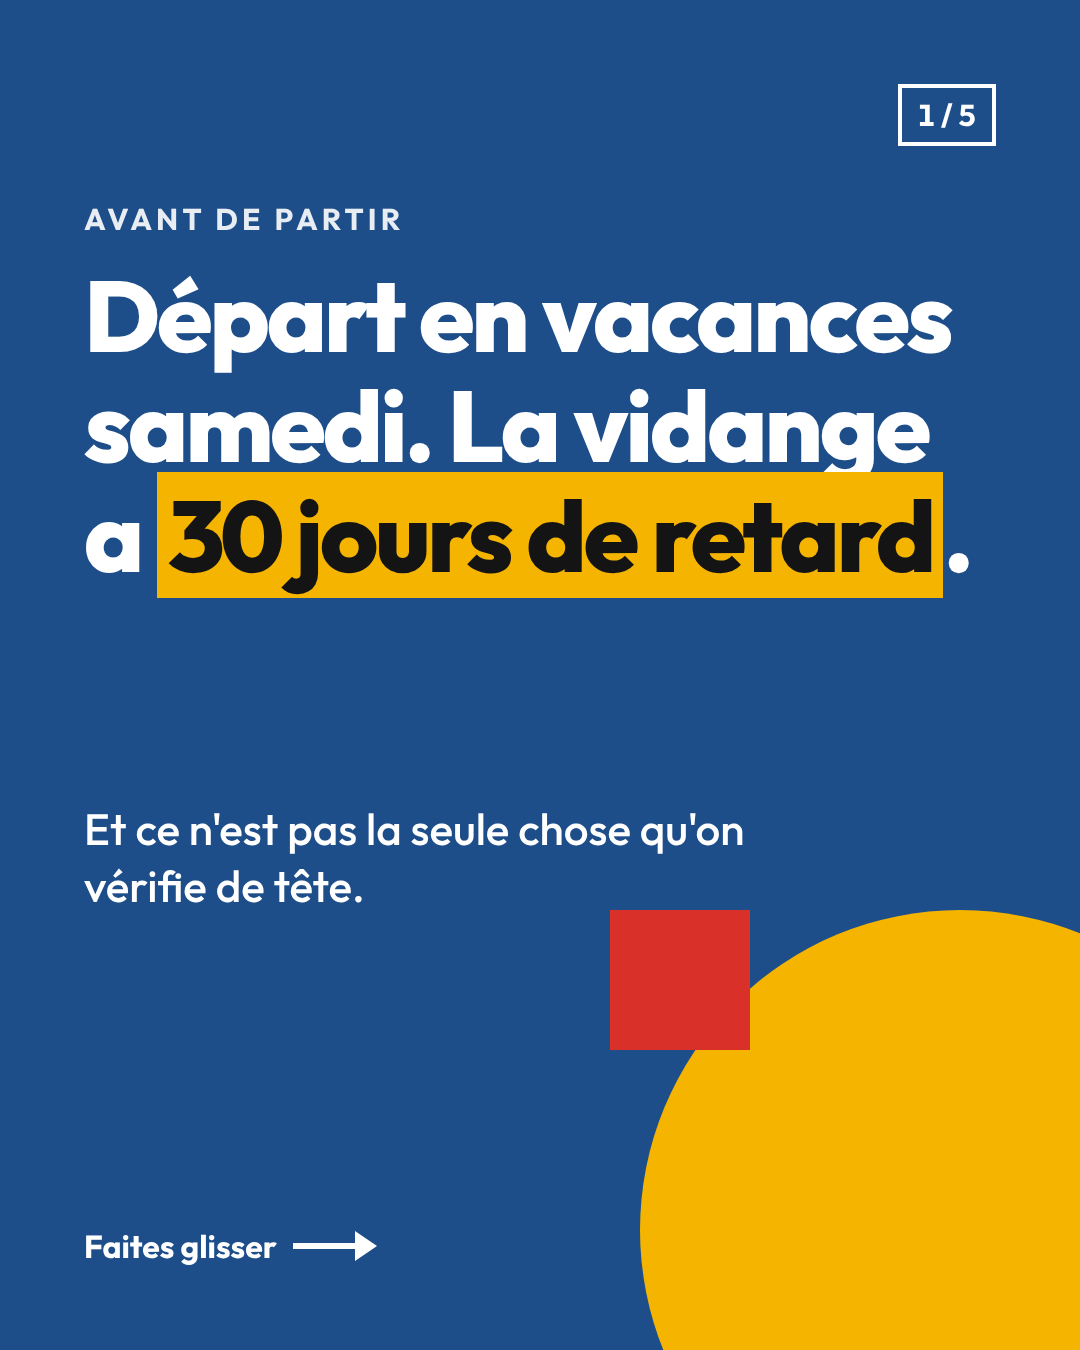 1/5
AVANT DE PARTIR
Départ en vacances
samedi. La vidange
a 30 jours de retard.
Et ce n'est pas la seule chose qu'on
vérifie de tête.
Faites glisser